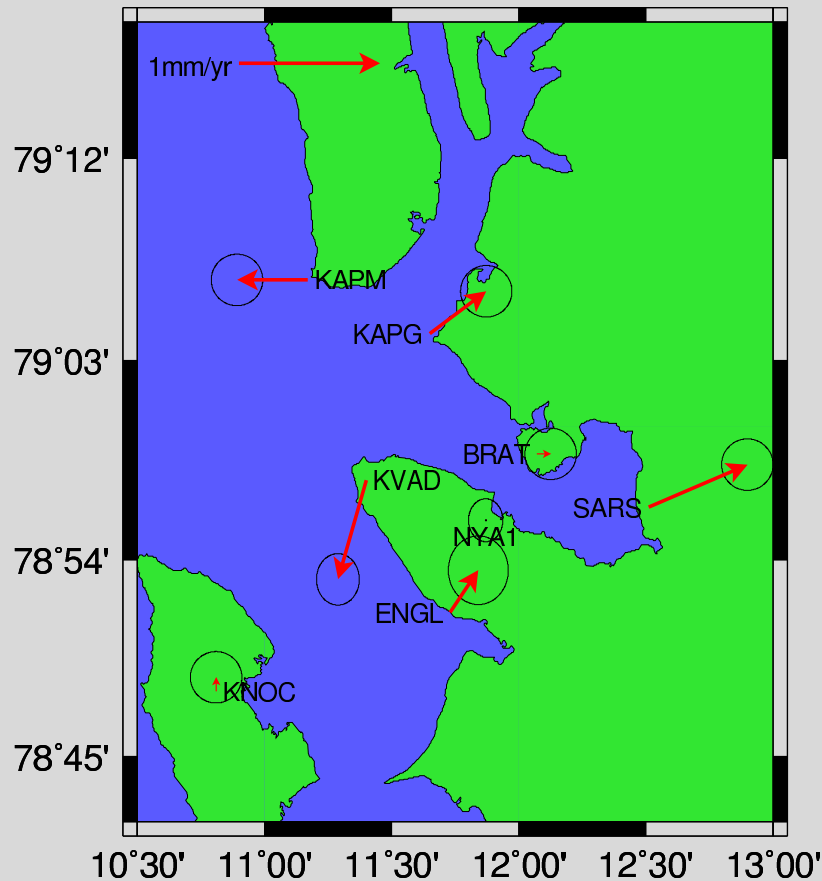 1mm/yr
79°12'
KAPM
KAPG
79°03'
BRAT
KVAD
SARS
NYA1
78°54'
ENGL
KNOC
78°45'
10°30' 11°00' 11°30' 12°00' 12°30' 13°00'